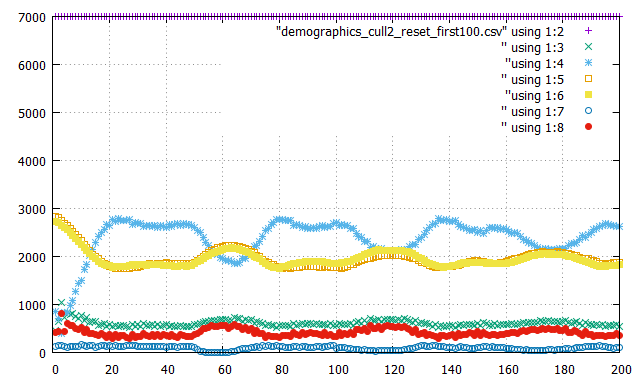 7000
"demographics_cull2_reset_first100.csv" using 1:2
" using 1:3
6000
" using 1:4
" using 1:5
" using 1:6
5000
" using 1:7
" using 1:8
4000
3000
2000
1000
0
0 20 40 60 80 100 120 140 160 180 200